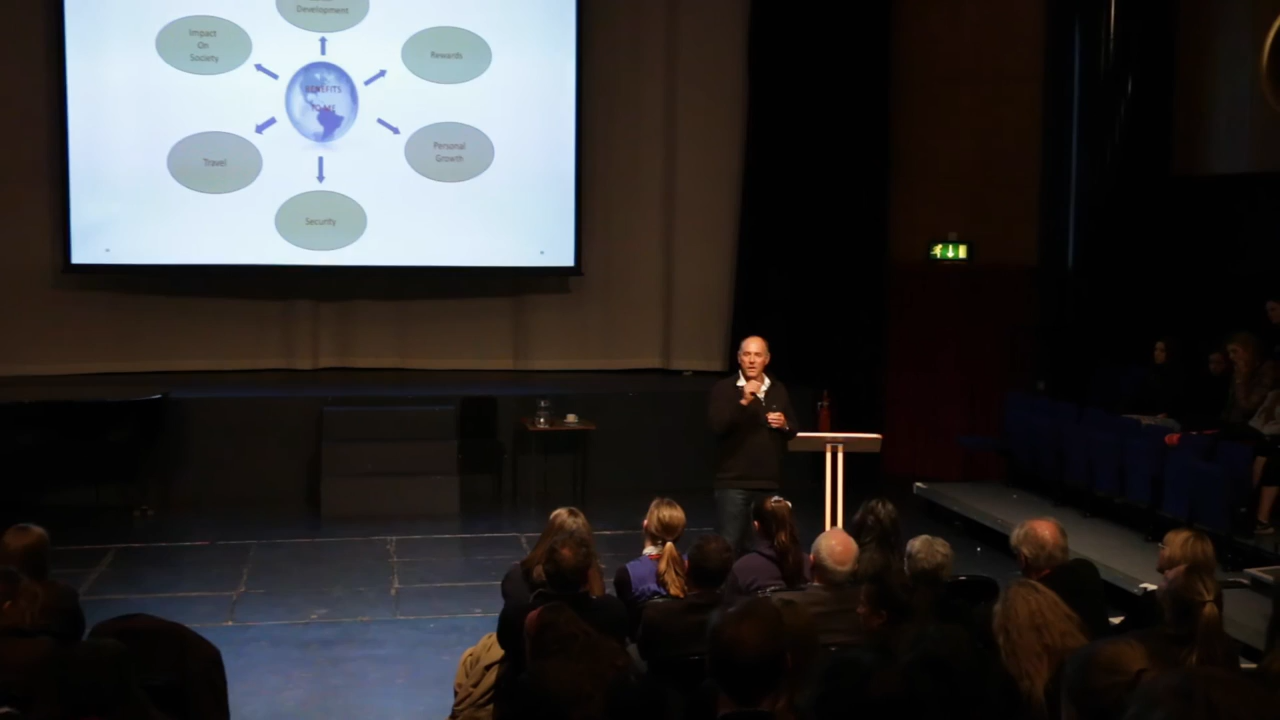 Development
Impact
On
Society
Rewards
BENEFITS
TO ME
Travel
Personal
Growth
Security